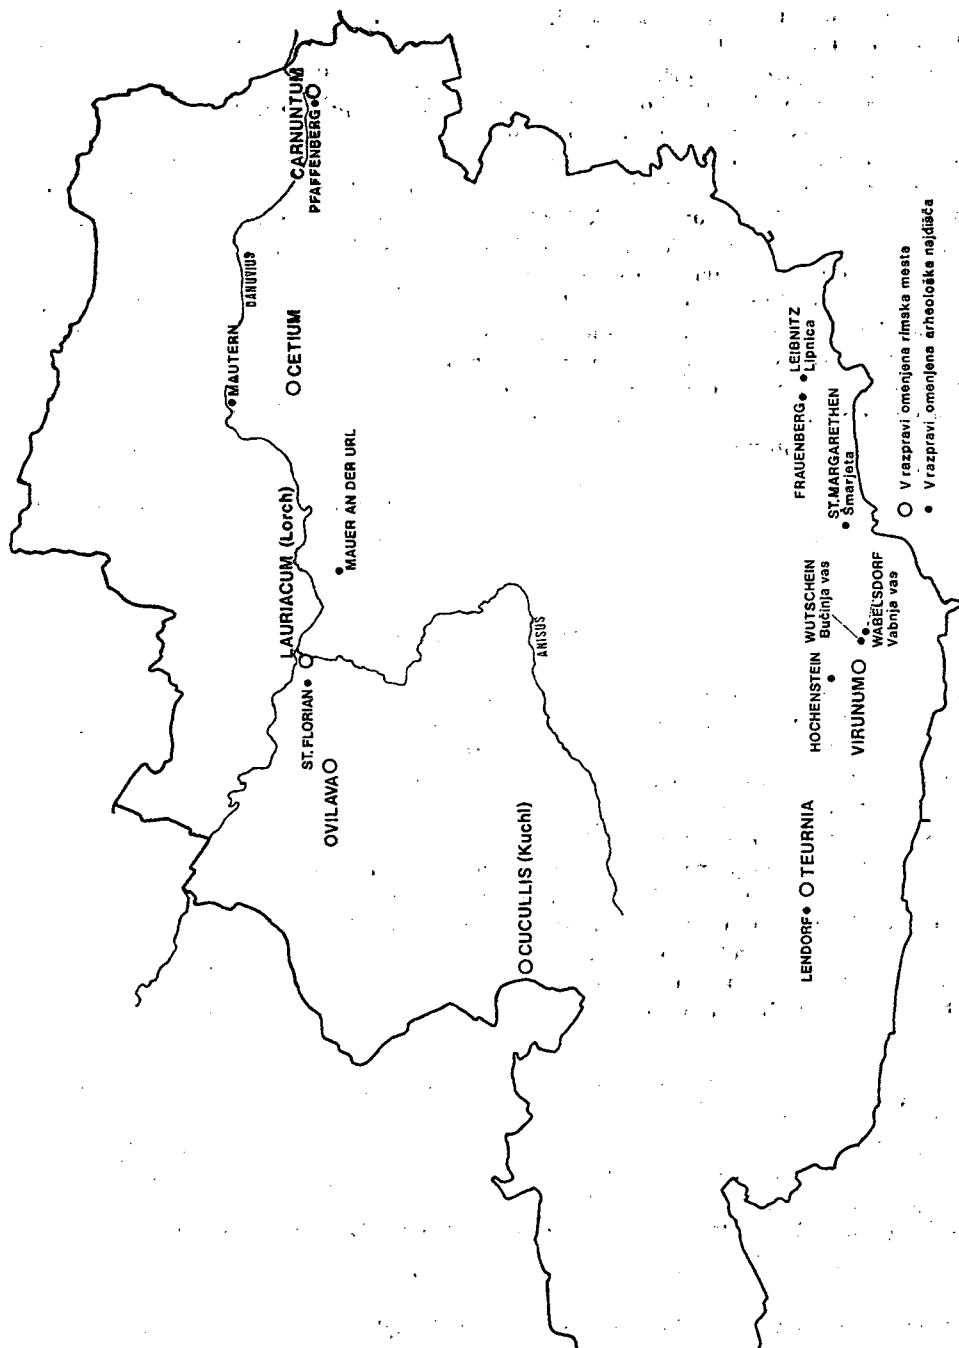 CARNUNTUM
PFAFFENBERG
DANUVIUS
MAUTERN
CETIUM
LAURIACUM (Lorch)
MAUER AN DER URL
ST. FLORIAN
OVILAVA
ANISUS
CUCULLIS (Kuchl)
LEIBNITZ
Lipnica
FRAUENBERG
ST. MARGARETHEN
Šmarjeta
WUTSCHEIN
Bučinja vas
WABELSDORF
Vabnja vas
HOCHENSTEIN
VIRUNUM
TEURNIA
LENDORF
V razpravi omenjena rimska mesta
V razpravi omenjena arheološka najdišča